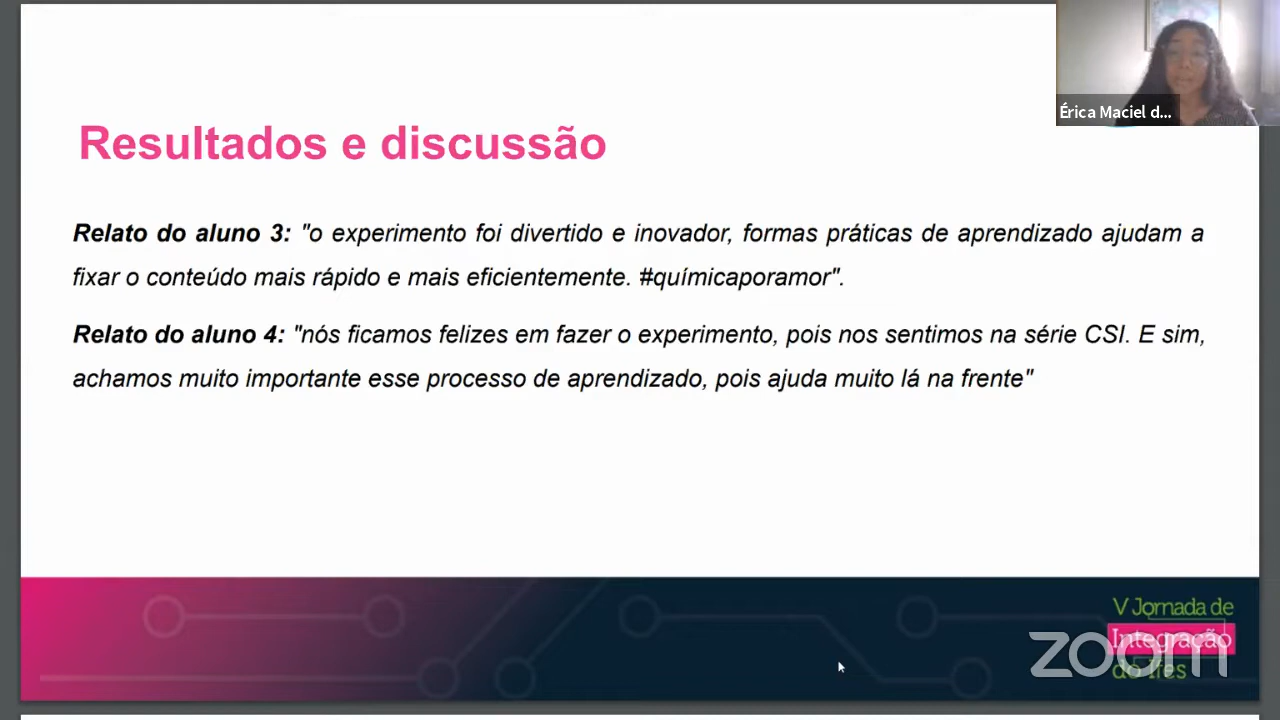 Érica Maciel d...
Resultados e discussão
Relato do aluno 3: "o experimento foi divertido e inovador, formas práticas de aprendizado ajudam a
fixar o conteúdo mais rápido e mais eficientemente. #químicaporamor".
Relato do aluno 4: "nós ficamos felizes em fazer o experimento, pois nos sentimos na série CSI. E sim,
achamos muito importante esse processo de aprendizado, pois ajuda muito lá na frente"
V Jornada de
Integração
do Ifes
zoom